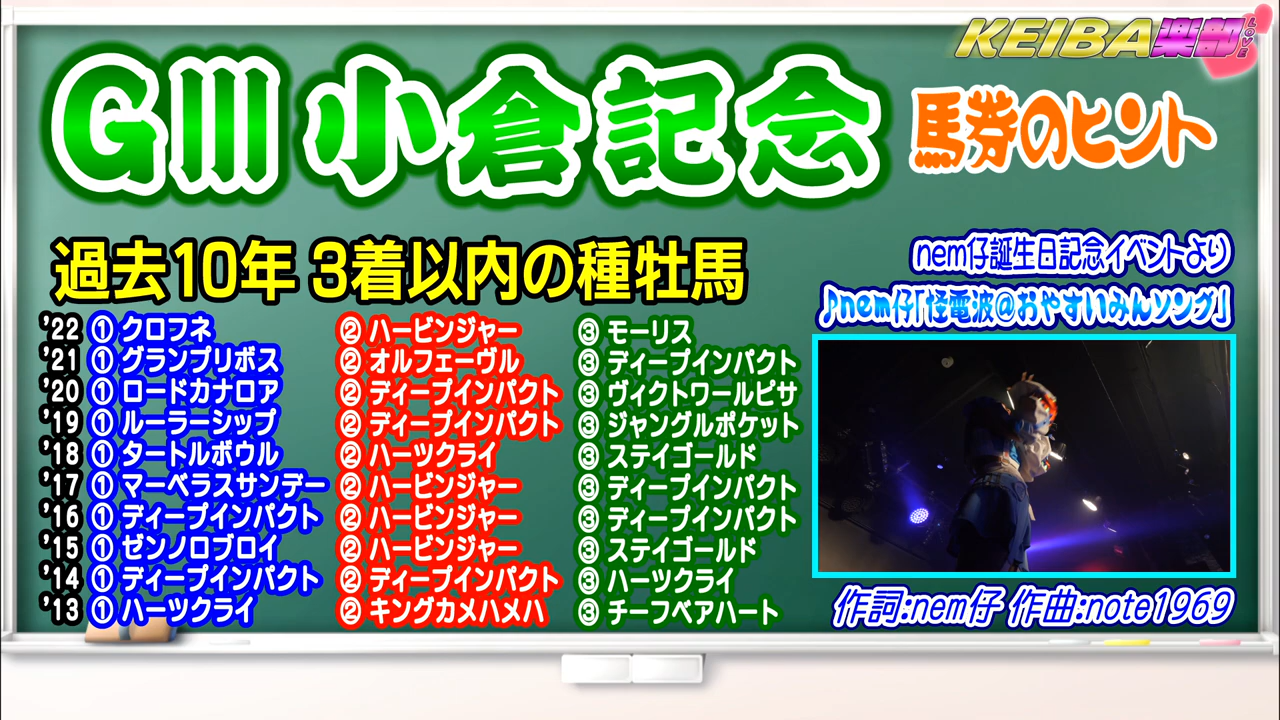 KEIBA楽部 LOVE
GIII 小倉記念 馬券のヒント
過去10年 3着以内の種牡馬
'22 ① クロフネ ② ハービンジャー ③ モーリス
'21 ① グランプリボス ② オルフェーヴル ③ ディープインパクト
'20 ① ロードカナロア ② ディープインパクト ③ ヴィクトワールピサ
'19 ① ルーラーシップ ② ディープインパクト ③ ジャングルポケット
'18 ① タートルボウル ② ハーツクライ ③ ステイゴールド
'17 ① マーベラスサンデー ② ハービンジャー ③ ディープインパクト
'16 ① ディープインパクト ② ハービンジャー ③ ディープインパクト
'15 ① ゼンノロブロイ ② ハービンジャー ③ ステイゴールド
'14 ① ディープインパクト ② ディープインパクト ③ ハーツクライ
'13 ① ハーツクライ ② キングカメハメハ ③ チーフベアハート
nem仔誕生日記念イベントより
♪nem仔「怪電波@おやすいみんソング」
作詞:nem仔 作曲:note1969